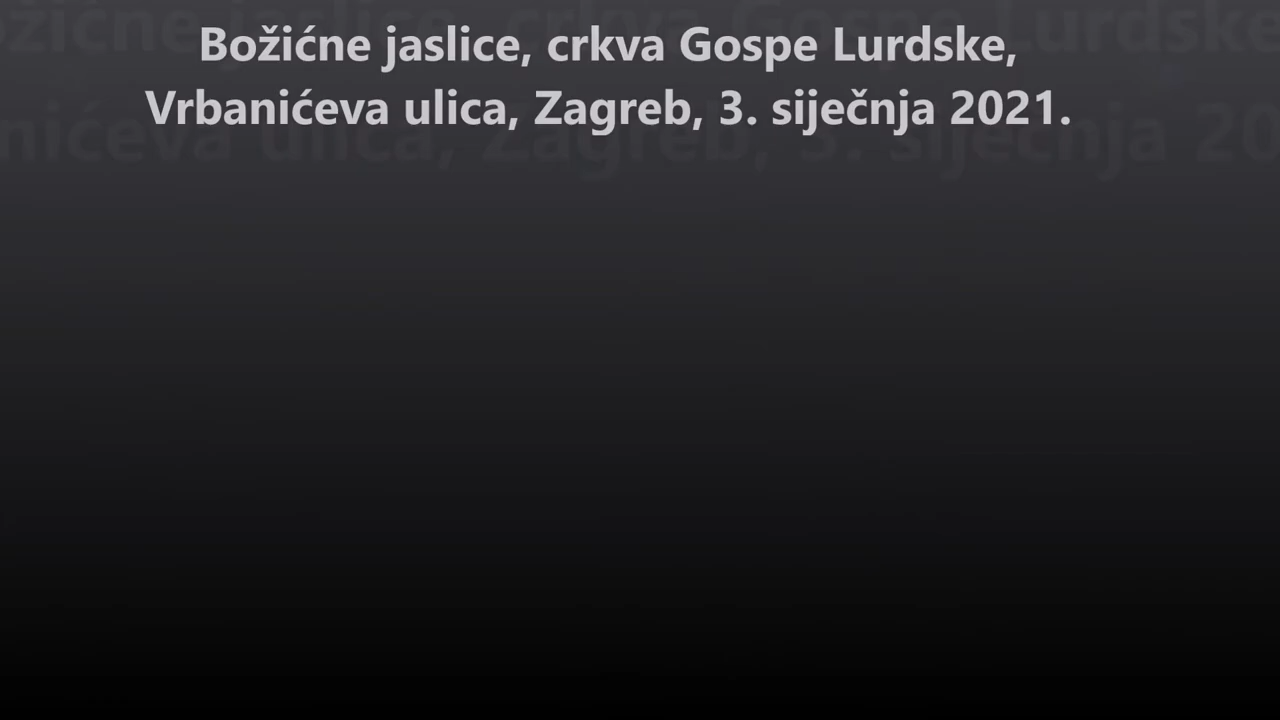 Božićne jaslice, crkva Gospe Lurdske,
Vrbanićeva ulica, Zagreb, 3. siječnja 2021.